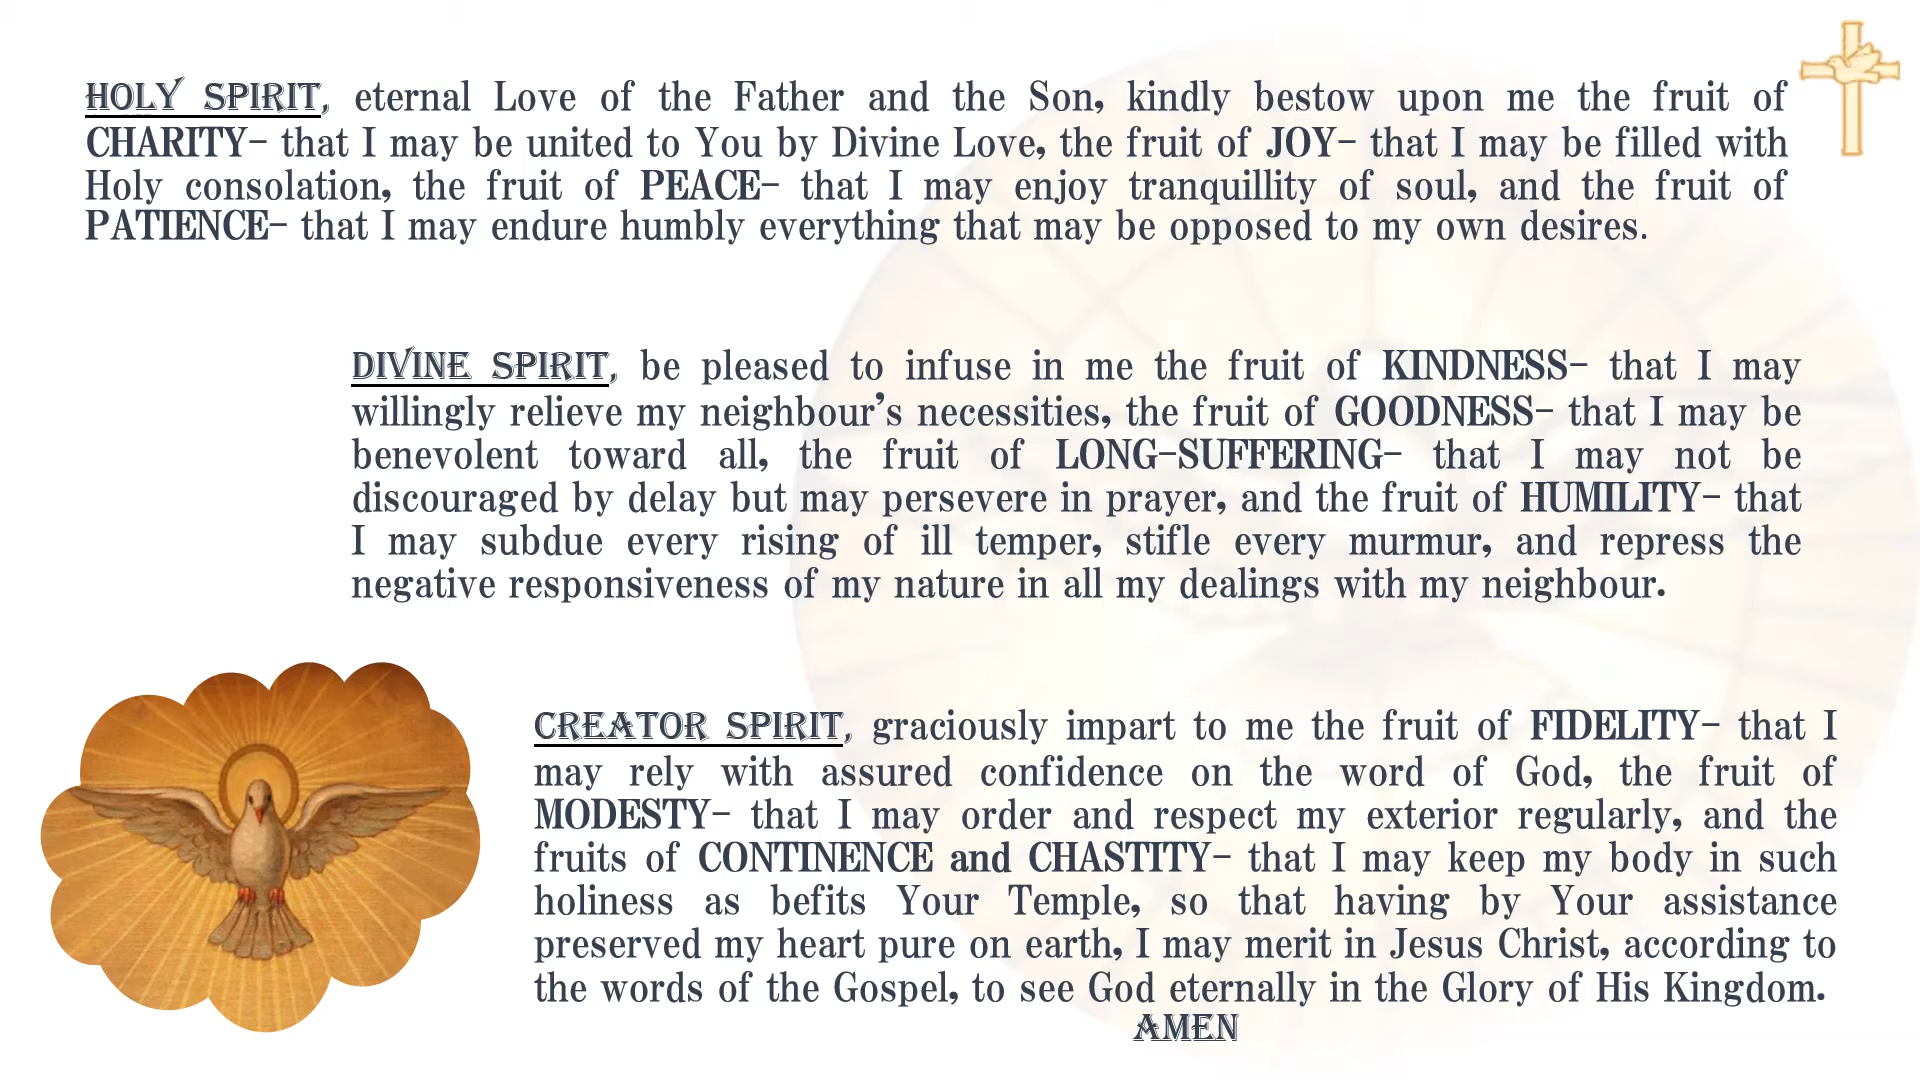 HOLY SPIRIT, eternal Love of the Father and the Son, kindly bestow upon me the fruit of
CHARITY– that I may be united to You by Divine Love, the fruit of JOY– that I may be filled with
Holy consolation, the fruit of PEACE– that I may enjoy tranquillity of soul, and the fruit of
PATIENCE– that I may endure humbly everything that may be opposed to my own desires.
DIVINE SPIRIT, be pleased to infuse in me the fruit of KINDNESS– that I may
willingly relieve my neighbour’s necessities, the fruit of GOODNESS– that I may be
benevolent toward all, the fruit of LONG-SUFFERING– that I may not be
discouraged by delay but may persevere in prayer, and the fruit of HUMILITY– that
I may subdue every rising of ill temper, stifle every murmur, and repress the
negative responsiveness of my nature in all my dealings with my neighbour.
CREATOR SPIRIT, graciously impart to me the fruit of FIDELITY– that I
may rely with assured confidence on the word of God, the fruit of
MODESTY– that I may order and respect my exterior regularly, and the
fruits of CONTINENCE and CHASTITY– that I may keep my body in such
holiness as befits Your Temple, so that having by Your assistance
preserved my heart pure on earth, I may merit in Jesus Christ, according to
the words of the Gospel, to see God eternally in the Glory of His Kingdom.
AMEN